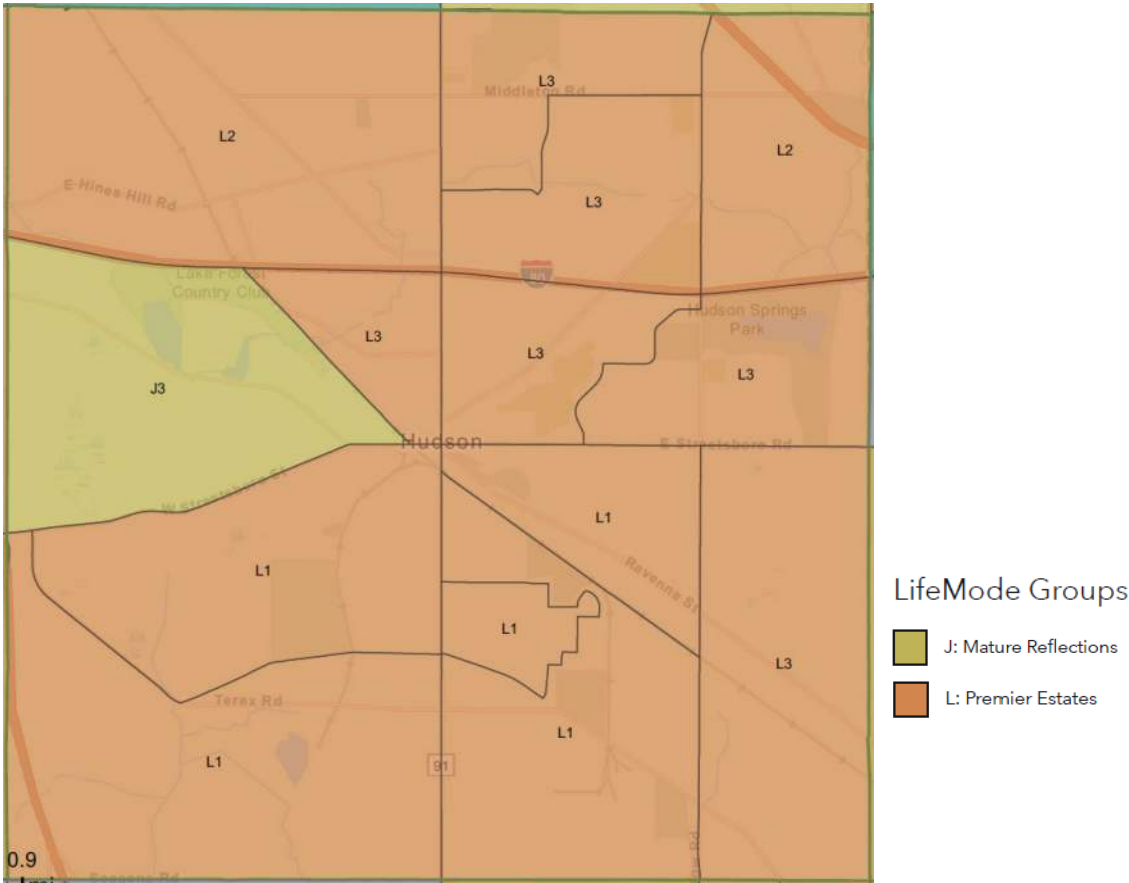 L3
Middleton Rd
L2
L2
E Hines Hill Rd
L3
80
Lake Forest
Country Club
Hudson Springs
Park
L3
L3
L3
J3
Hudson
E Streetsboro Rd
W Streetsboro St
L1
L1
Ravenna St
LifeMode Groups
L1
J: Mature Reflections
L3
L: Premier Estates
Terex Rd
L1
L1
91
0.9